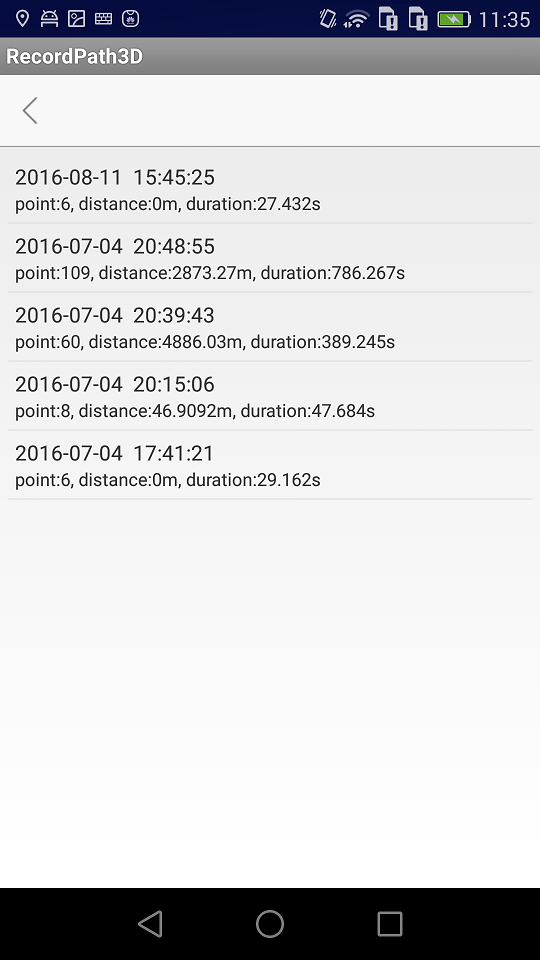 11:35
RecordPath3D
2016-08-11 15:45:25
point:6, distance:0m, duration:27.432s
2016-07-04 20:48:55
point:109, distance:2873.27m, duration:786.267s
2016-07-04 20:39:43
point:60, distance:4886.03m, duration:389.245s
2016-07-04 20:15:06
point:8, distance:46.9092m, duration:47.684s
2016-07-04 17:41:21
point:6, distance:0m, duration:29.162s